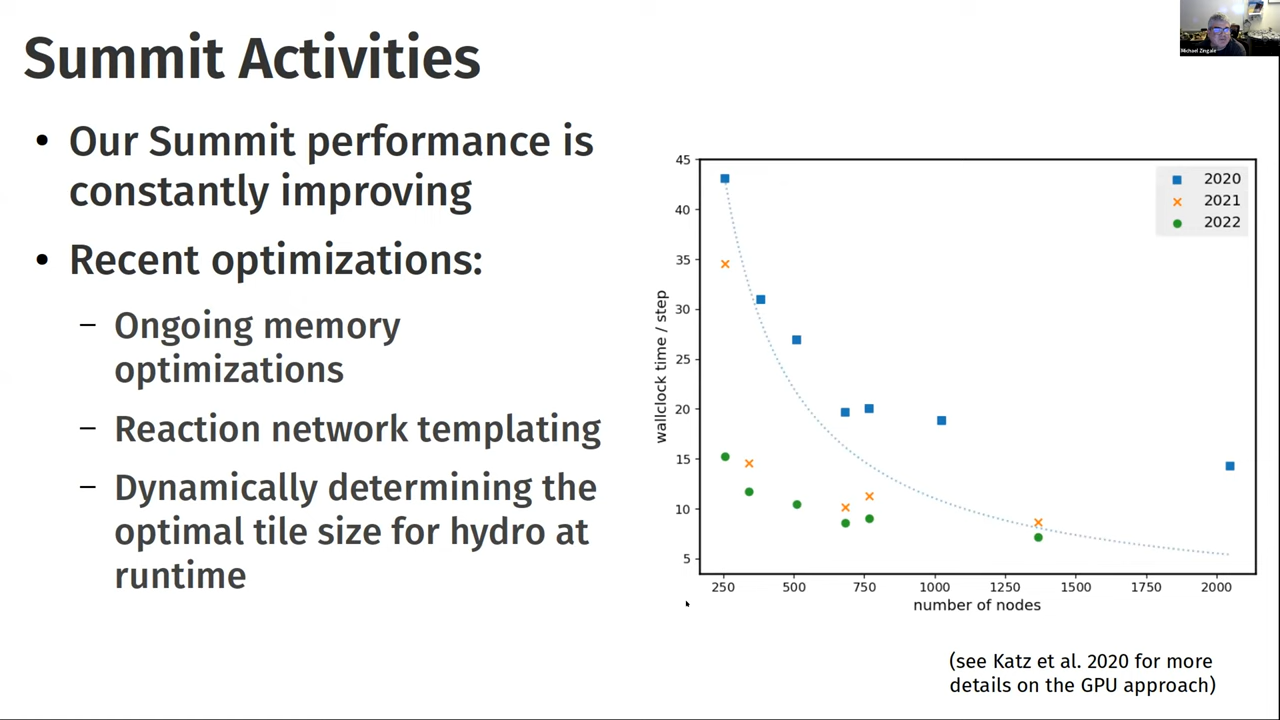 Summit Activities
Michael Zingale
• Our Summit performance is
constantly improving
• Recent optimizations:
– Ongoing memory
optimizations
– Reaction network templating
– Dynamically determining the
optimal tile size for hydro at
runtime
45
40
35
30
25
20
15
10
5
wallclock time / step
2020
2021
2022
250 500 750 1000 1250 1500 1750 2000
number of nodes
(see Katz et al. 2020 for more
details on the GPU approach)